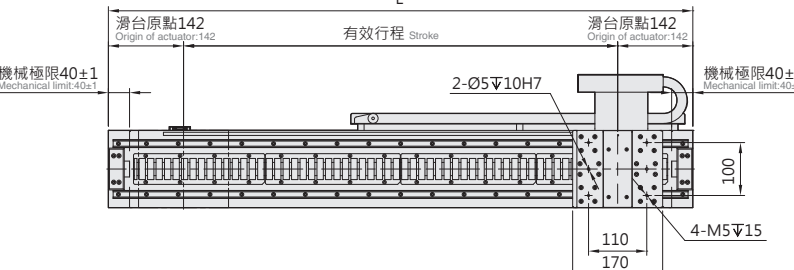 L
滑台原點142
Origin of actuator:142
有效行程 Stroke
滑台原點142
Origin of actuator:142
機械極限40±1
Mechanical limit:40±1
機械極限40±
Mechanical limit:40±
2-Ø5↧10H7
100
4-M5↧15
110
170